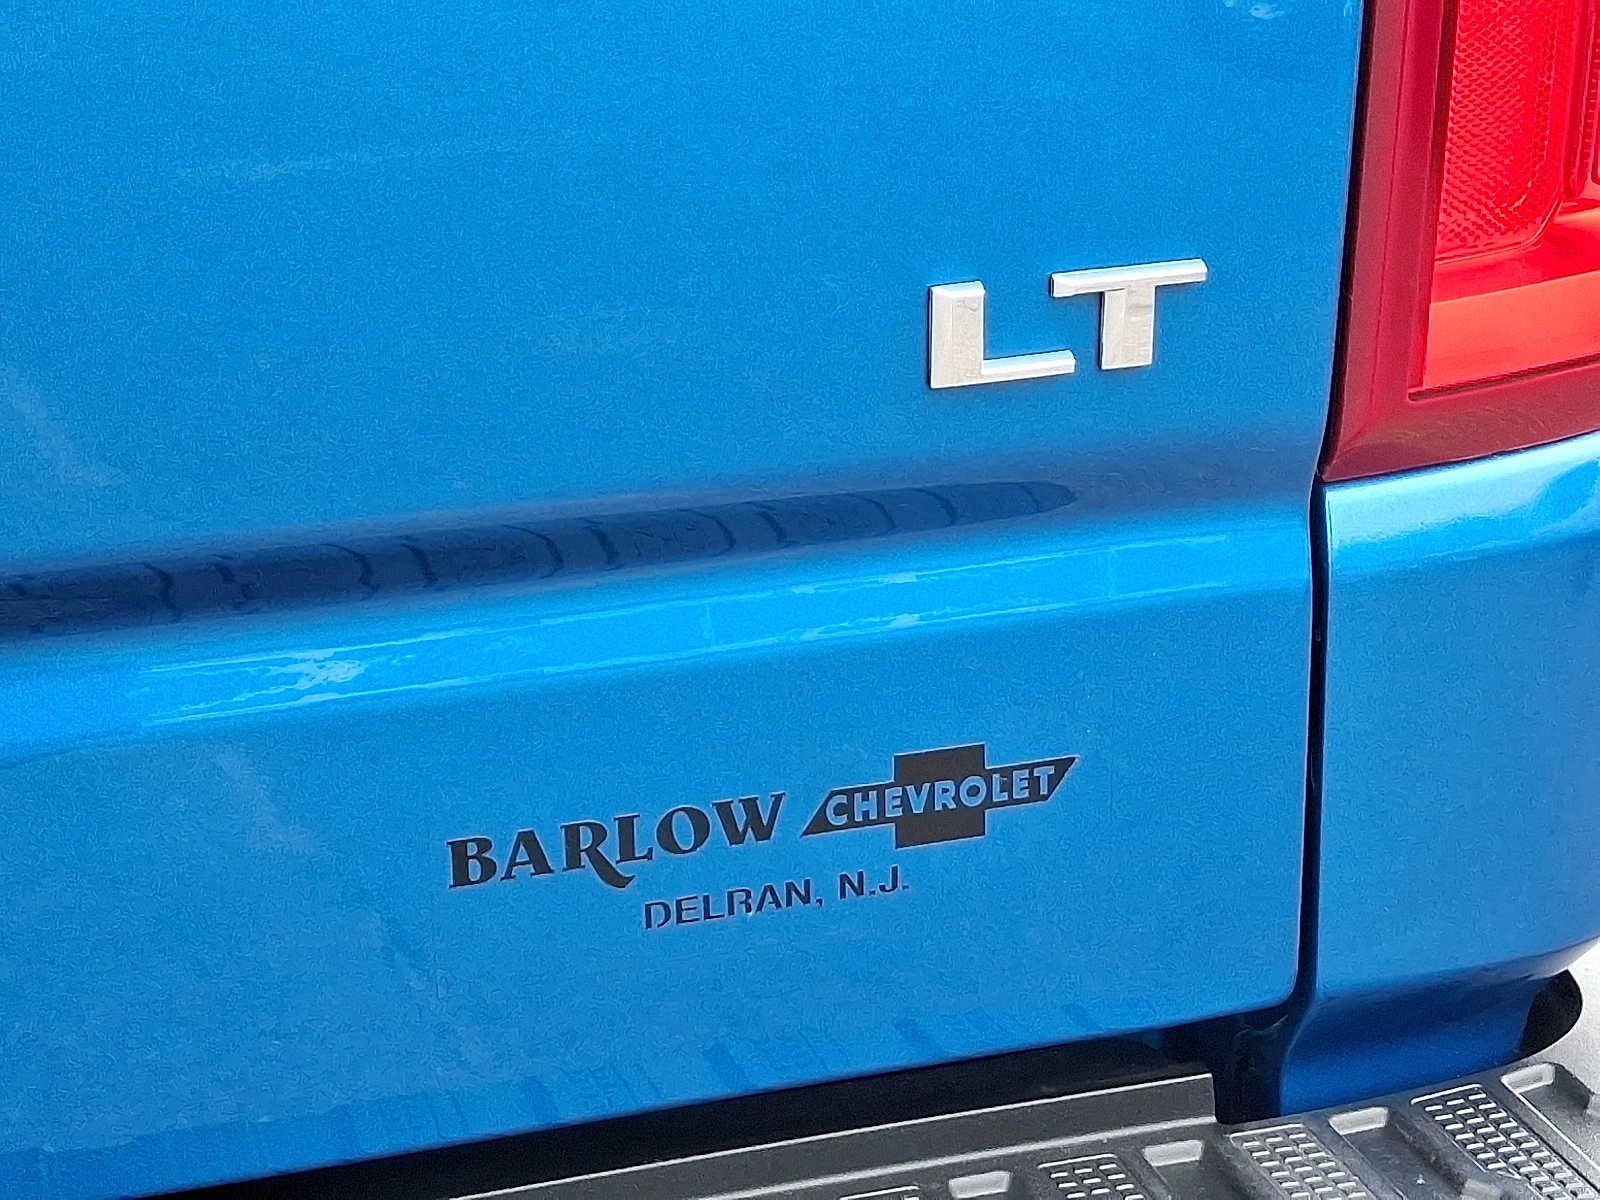 LT
BARLOW CHEVROLET
DELRAN, N.J.